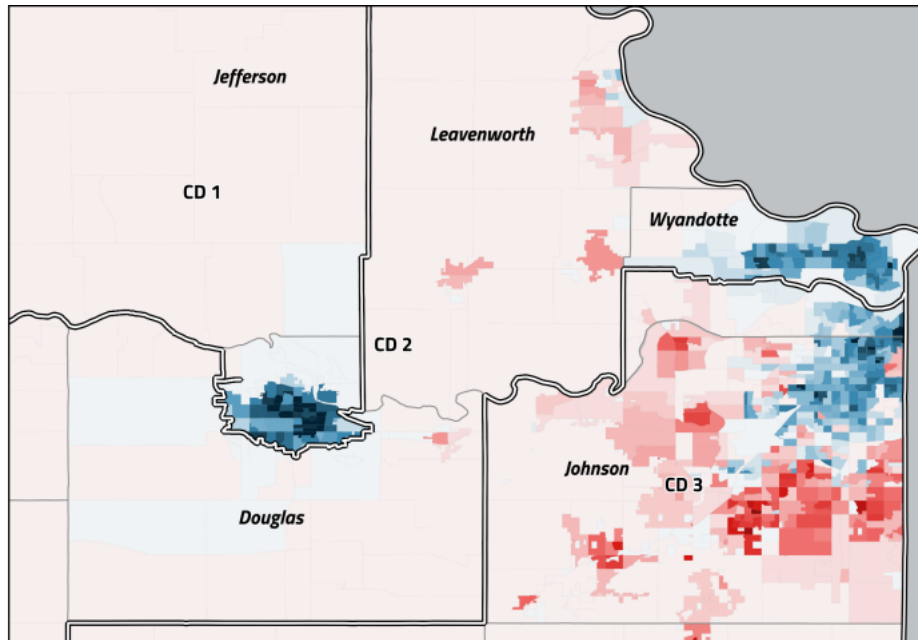 Jefferson
Leavenworth
CD 1
Wyandotte
CD 2
Johnson
CD 3
Douglas